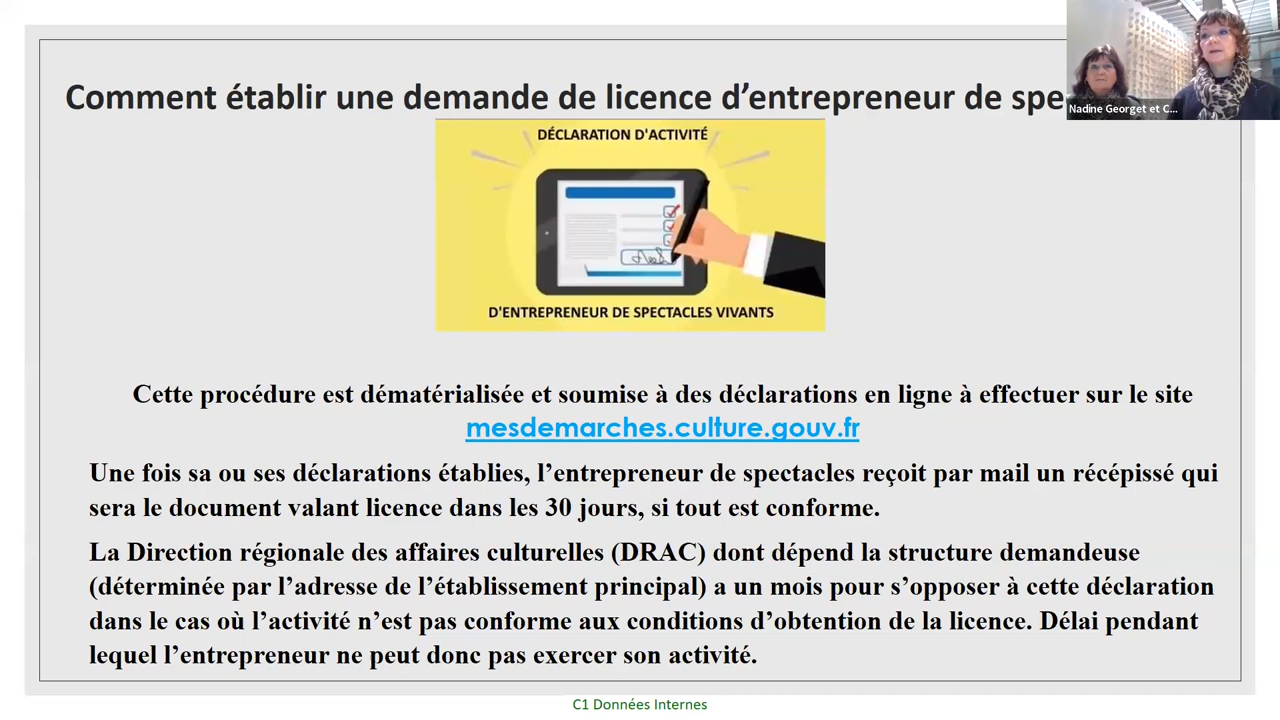 Comment établir une demande de licence d’entrepreneur de spe
Nadine Georget et C...
DÉCLARATION D'ACTIVITÉ
D'ENTREPRENEUR DE SPECTACLES VIVANTS
Cette procédure est dématérialisée et soumise à des déclarations en ligne à effectuer sur le site
mesdemarches.culture.gouv.fr
Une fois sa ou ses déclarations établies, l’entrepreneur de spectacles reçoit par mail un récépissé qui
sera le document valant licence dans les 30 jours, si tout est conforme.
La Direction régionale des affaires culturelles (DRAC) dont dépend la structure demandeuse
(déterminée par l’adresse de l’établissement principal) a un mois pour s’opposer à cette déclaration
dans le cas où l’activité n’est pas conforme aux conditions d’obtention de la licence. Délai pendant
lequel l’entrepreneur ne peut donc pas exercer son activité.
C1 Données Internes